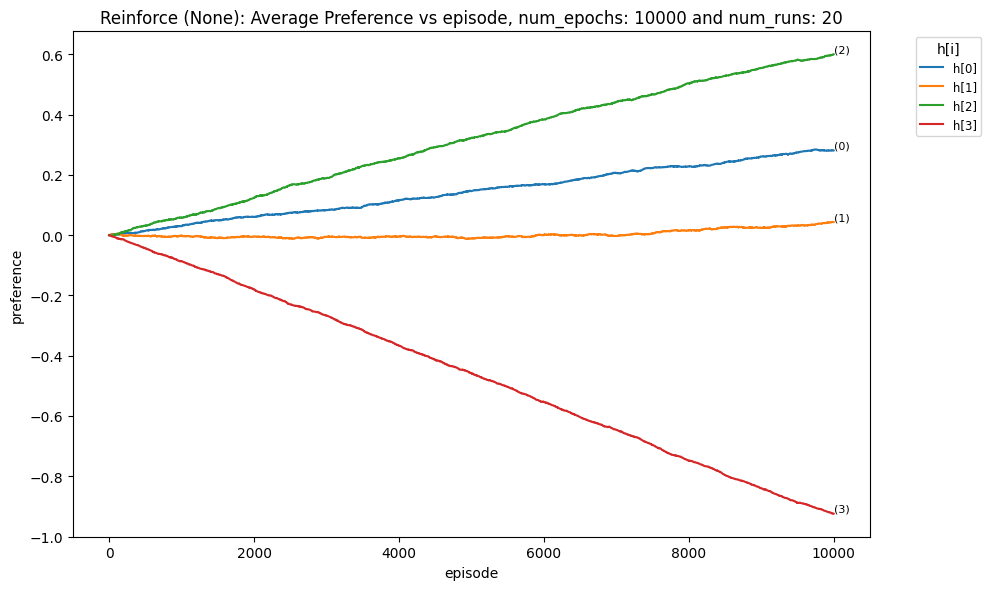 Reinforce (None): Average Preference vs episode, num_epochs: 10000 and num_runs: 20
h[i]
h[0]
h[1]
h[2]
h[3]
(2)
(0)
(1)
(3)
preference
0.6
0.4
0.2
0.0
−0.2
−0.4
−0.6
−0.8
−1.0
0 2000 4000 6000 8000 10000
episode